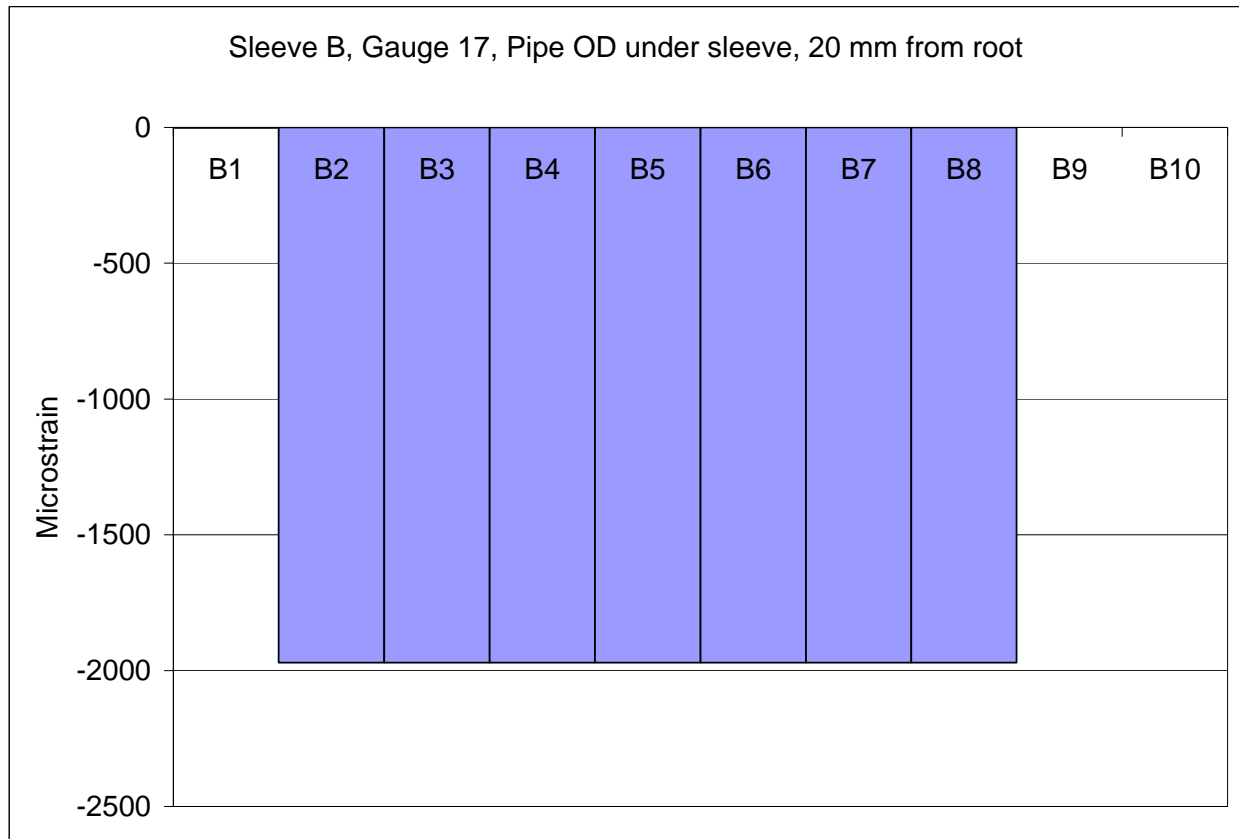 Sleeve B, Gauge 17, Pipe OD under sleeve, 20 mm from root
0
B1 B2 B3 B4 B5 B6 B7 B8 B9 B10
-500
-1000
Microstrain
-1500
-2000
-2500